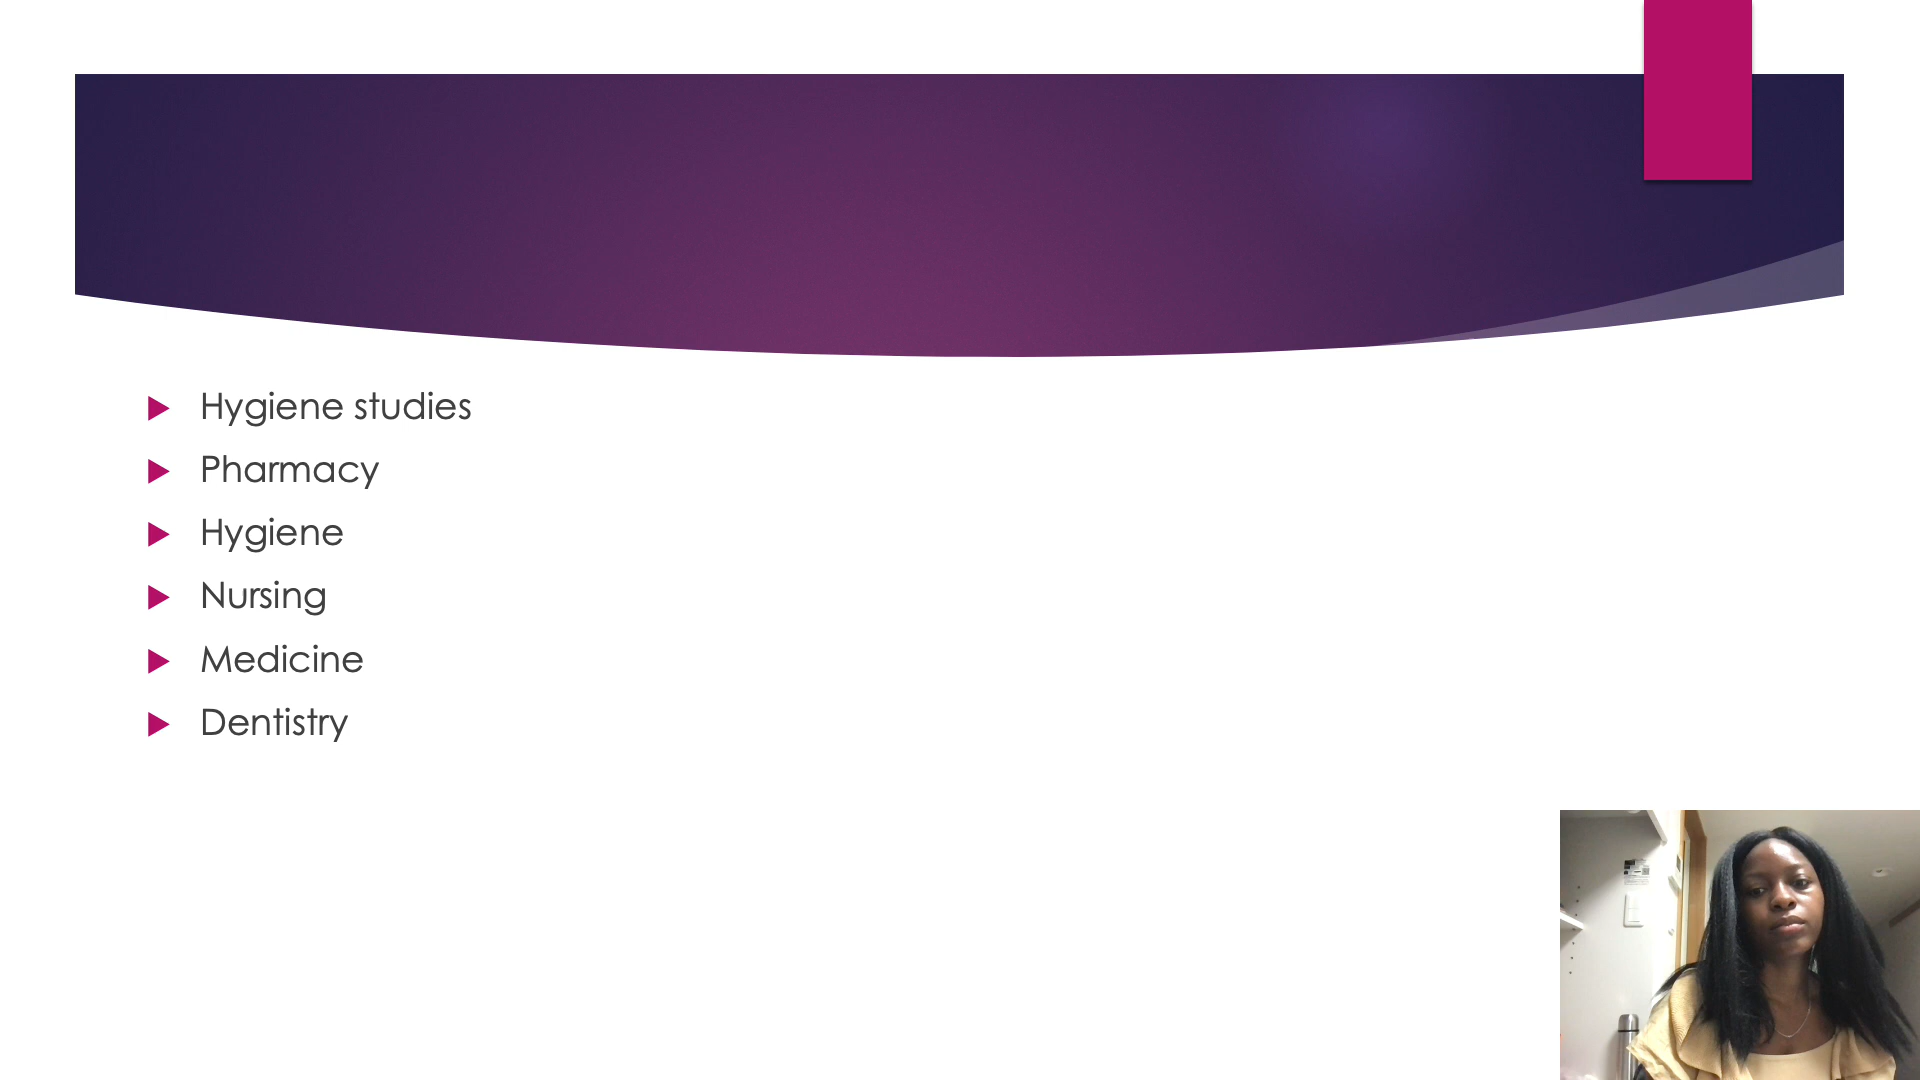 Hygiene studies
Pharmacy
Hygiene
Nursing
Medicine
Dentistry